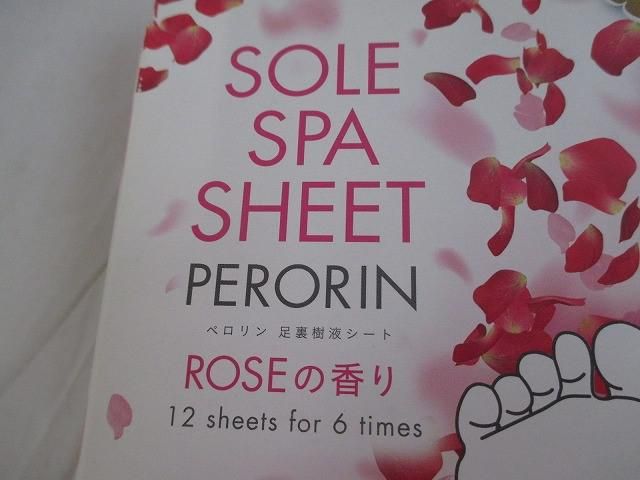 SOLE
SPA
SHEET
PERORIN
ペロリン 足裏樹液シート
ROSEの香り
12 sheets for 6 times